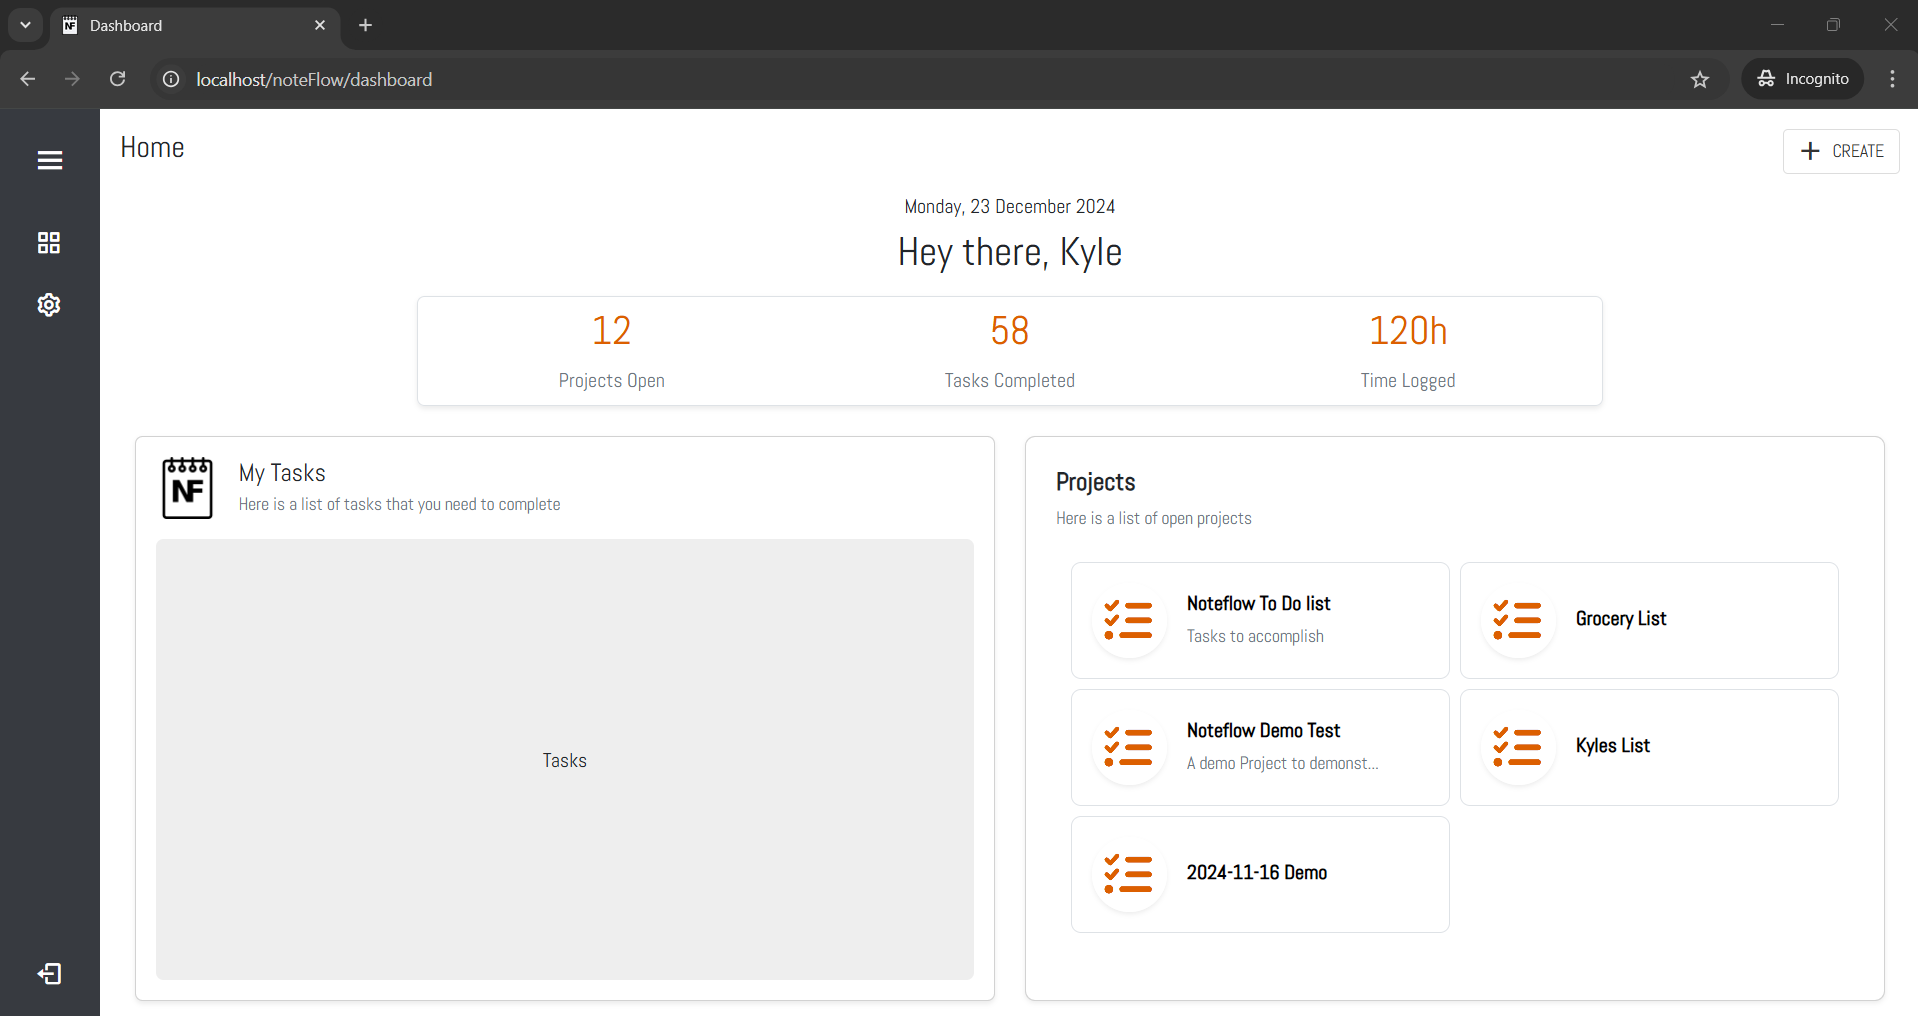 NF Dashboard
localhost/noteFlow/dashboard
Incognito
Home
CREATE
Monday, 23 December 2024
Hey there, Kyle
12
58
120h
Projects Open
Tasks Completed
Time Logged
NF
My Tasks
Here is a list of tasks that you need to complete
Tasks
Projects
Here is a list of open projects
Noteflow To Do list
Tasks to accomplish
Grocery List
Noteflow Demo Test
A demo Project to demonst...
Kyles List
2024-11-16 Demo